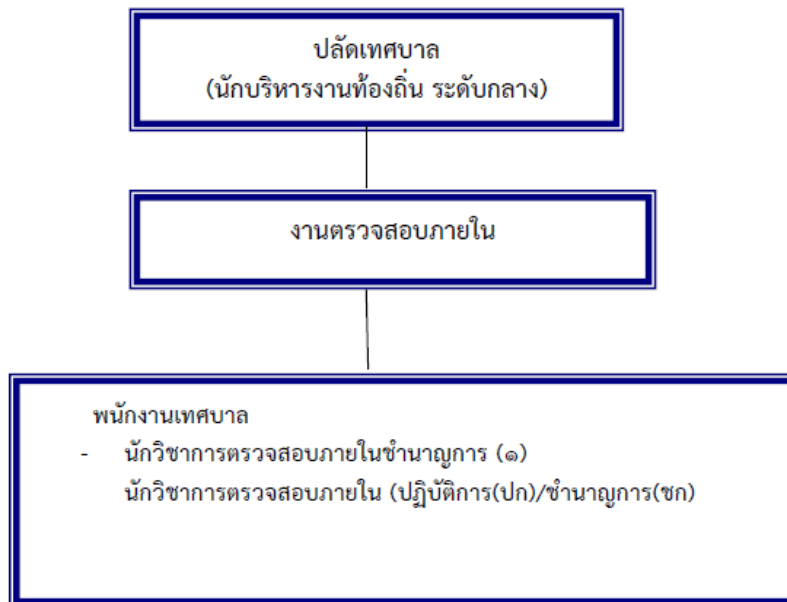 ปลัดเทศบาล
(นักบริหารงานท้องถิ่น ระดับกลาง)
งานตรวจสอบภายใน
พนักงานเทศบาล
- นักวิชาการตรวจสอบภายในชำนาญการ (๑)
นักวิชาการตรวจสอบภายใน (ปฏิบัติการ(ปก)/ชำนาญการ(ชก)